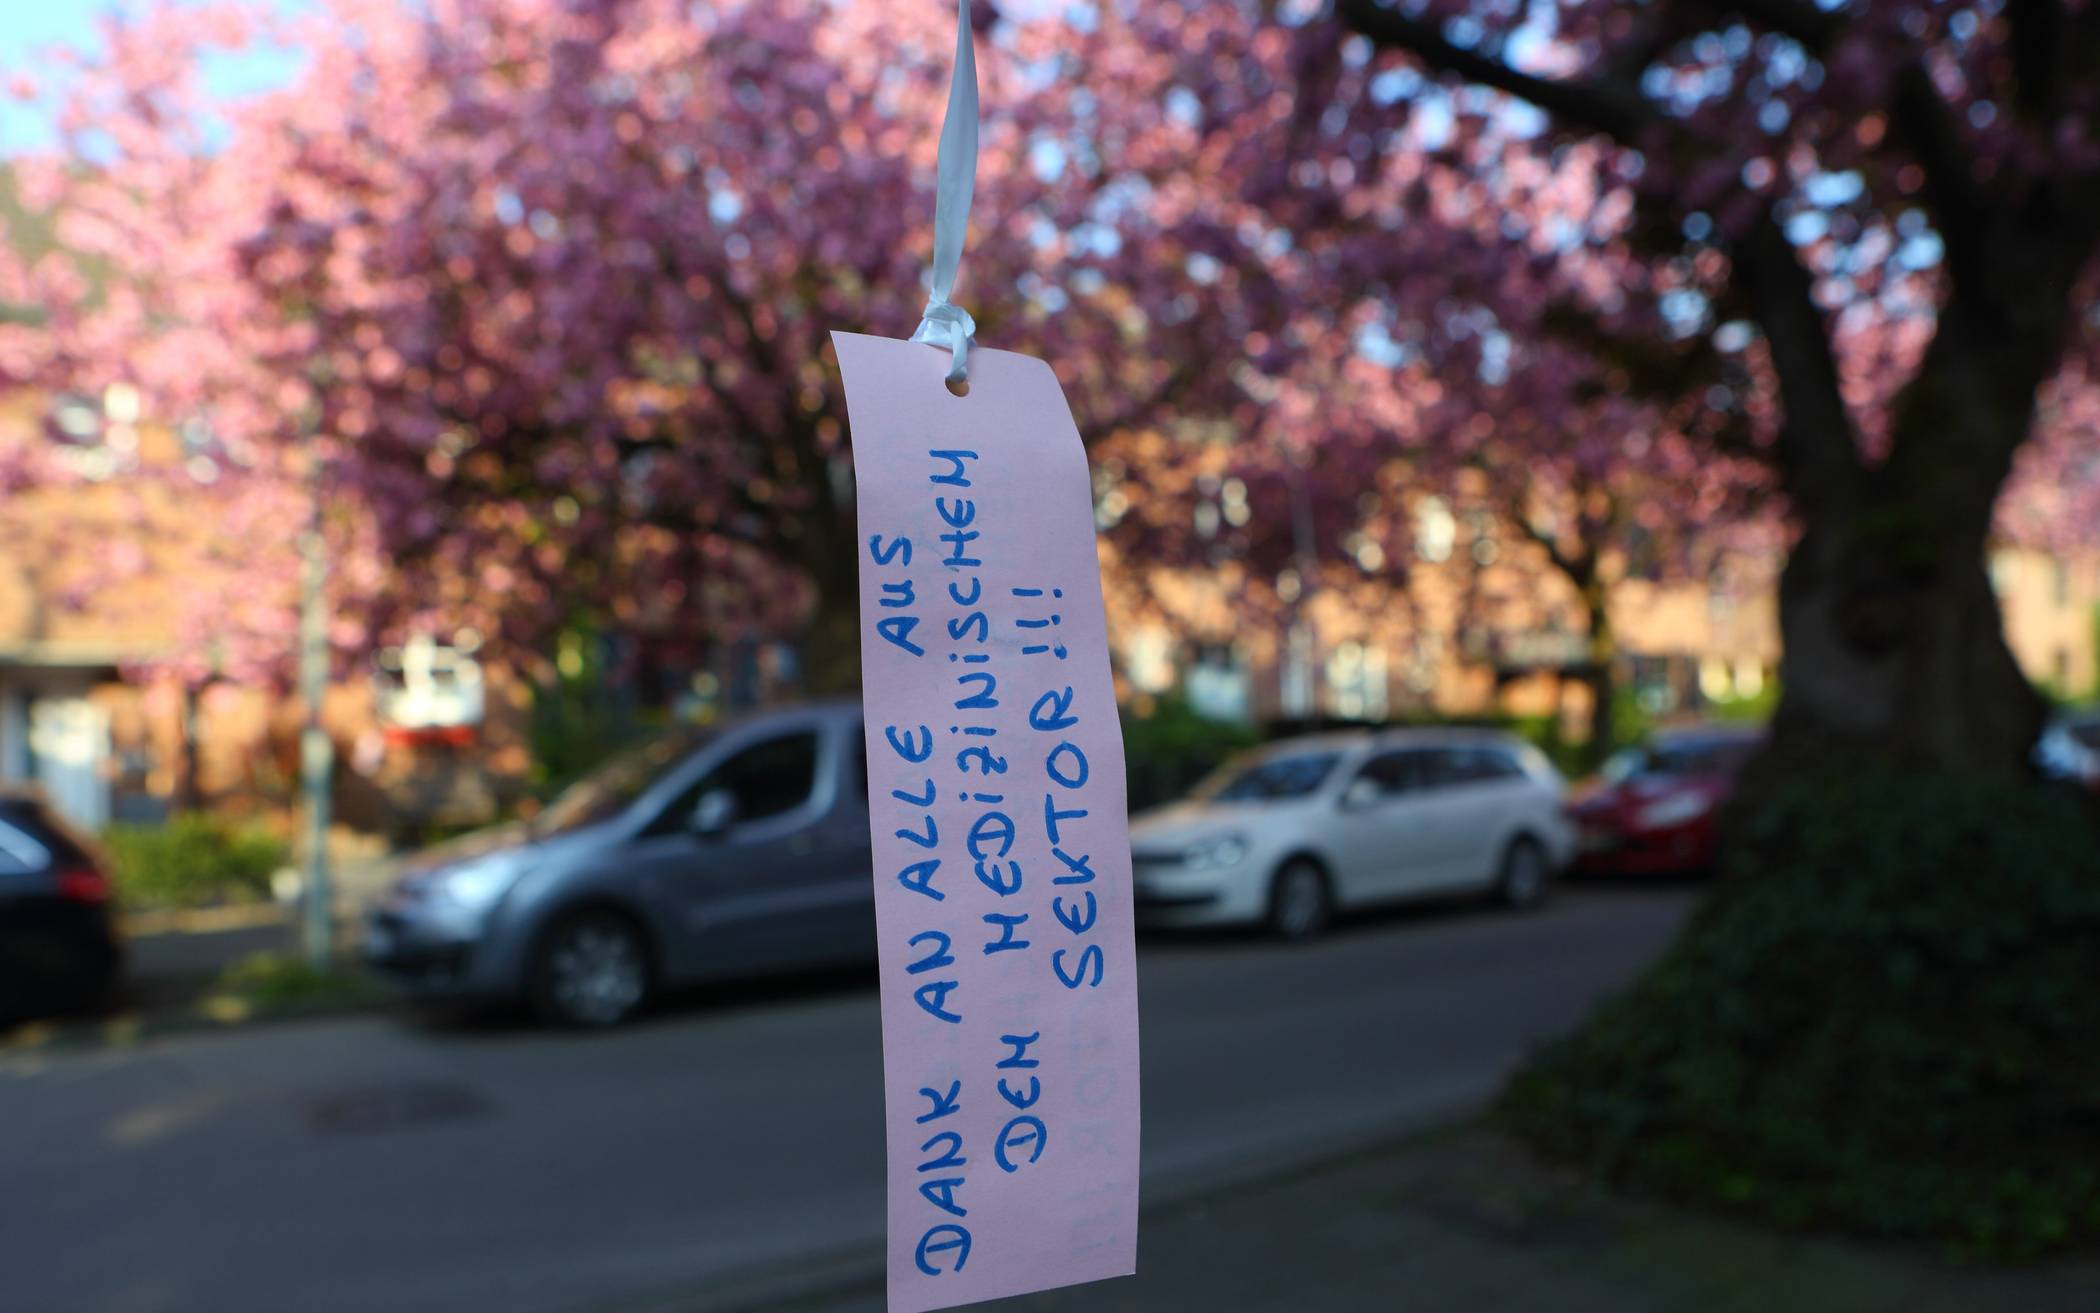 DANK AN ALLE AUS
DEM MEDIZINISCHEM
SEKTOR!!!